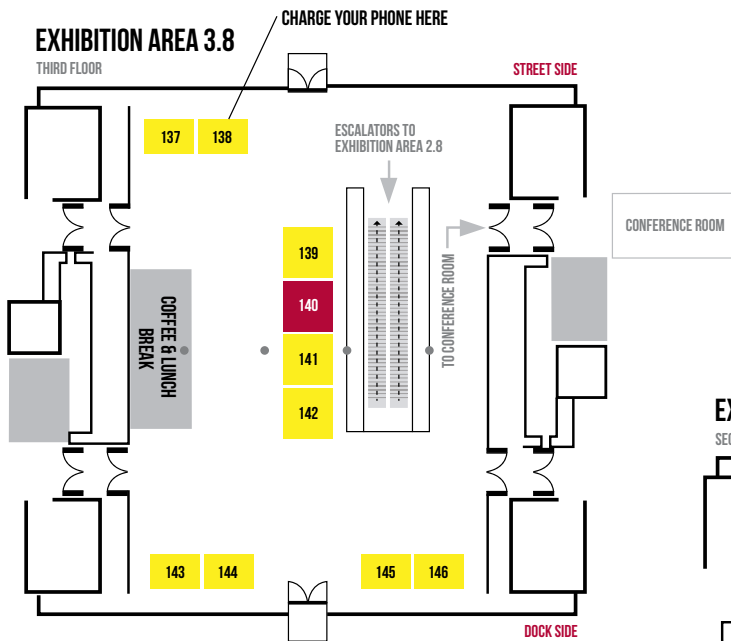 CHARGE YOUR PHONE HERE
EXHIBITION AREA 3.8
THIRD FLOOR
STREET SIDE
137
138
ESCALATORS TO
EXHIBITION AREA 2.8
CONFERENCE ROOM
139
TO CONFERENCE ROOM
140
COFFEE & LUNCH
BREAK
141
142
EX
SEC
143
144
145
146
DOCK SIDE